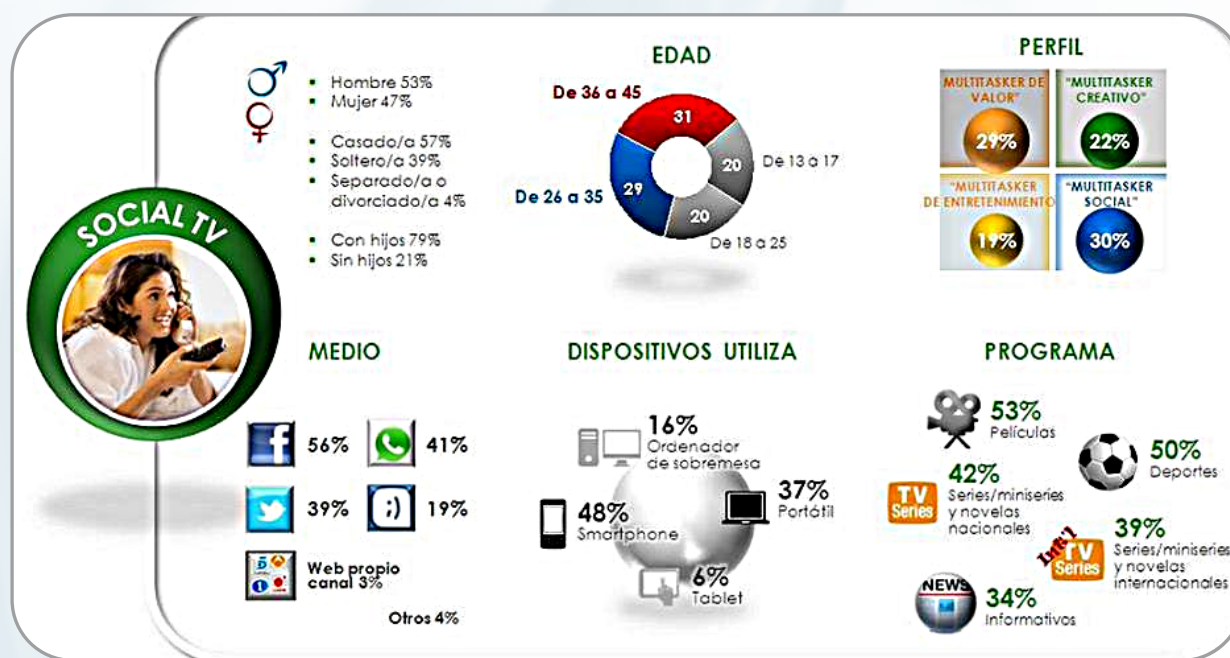 SOCIAL TV
Hombre 53%
Mujer 47%
Casado/a 57%
Soltero/a 39%
Separado/a o
divorciado/a 4%
Con hijos 79%
Sin hijos 21%
EDAD
De 36 a 45
31
20
De 13 a 17
De 26 a 35
29
20
De 18 a 25
PERFIL
MULTITASKER DE
VALOR"
29%
"MULTITASKER
CREATIVO"
22%
"MULTITASKER
DE ENTRETENIMIENTO
19%
"MULTITASKER
SOCIAL"
30%
MEDIO
f
56%
41%
39%
;)
19%
Web propio
canal 3%
Otros 4%
DISPOSITIVOS UTILIZA
16%
Ordenador
de sobremesa
48%
Smartphone
37%
Portátil
6%
Tablet
PROGRAMA
53%
Películas
50%
Deportes
TV
Series
42%
Series/miniseries
y novelas
nacionales
Int'l
TV
Series
39%
Series/miniseries
y novelas
internacionales
NEWS
34%
Informativos